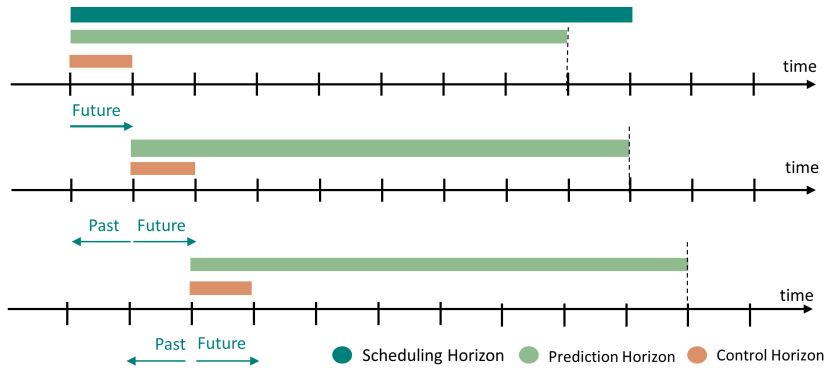 time
Future
time
Past Future
time
Past Future
Scheduling Horizon Prediction Horizon Control Horizon